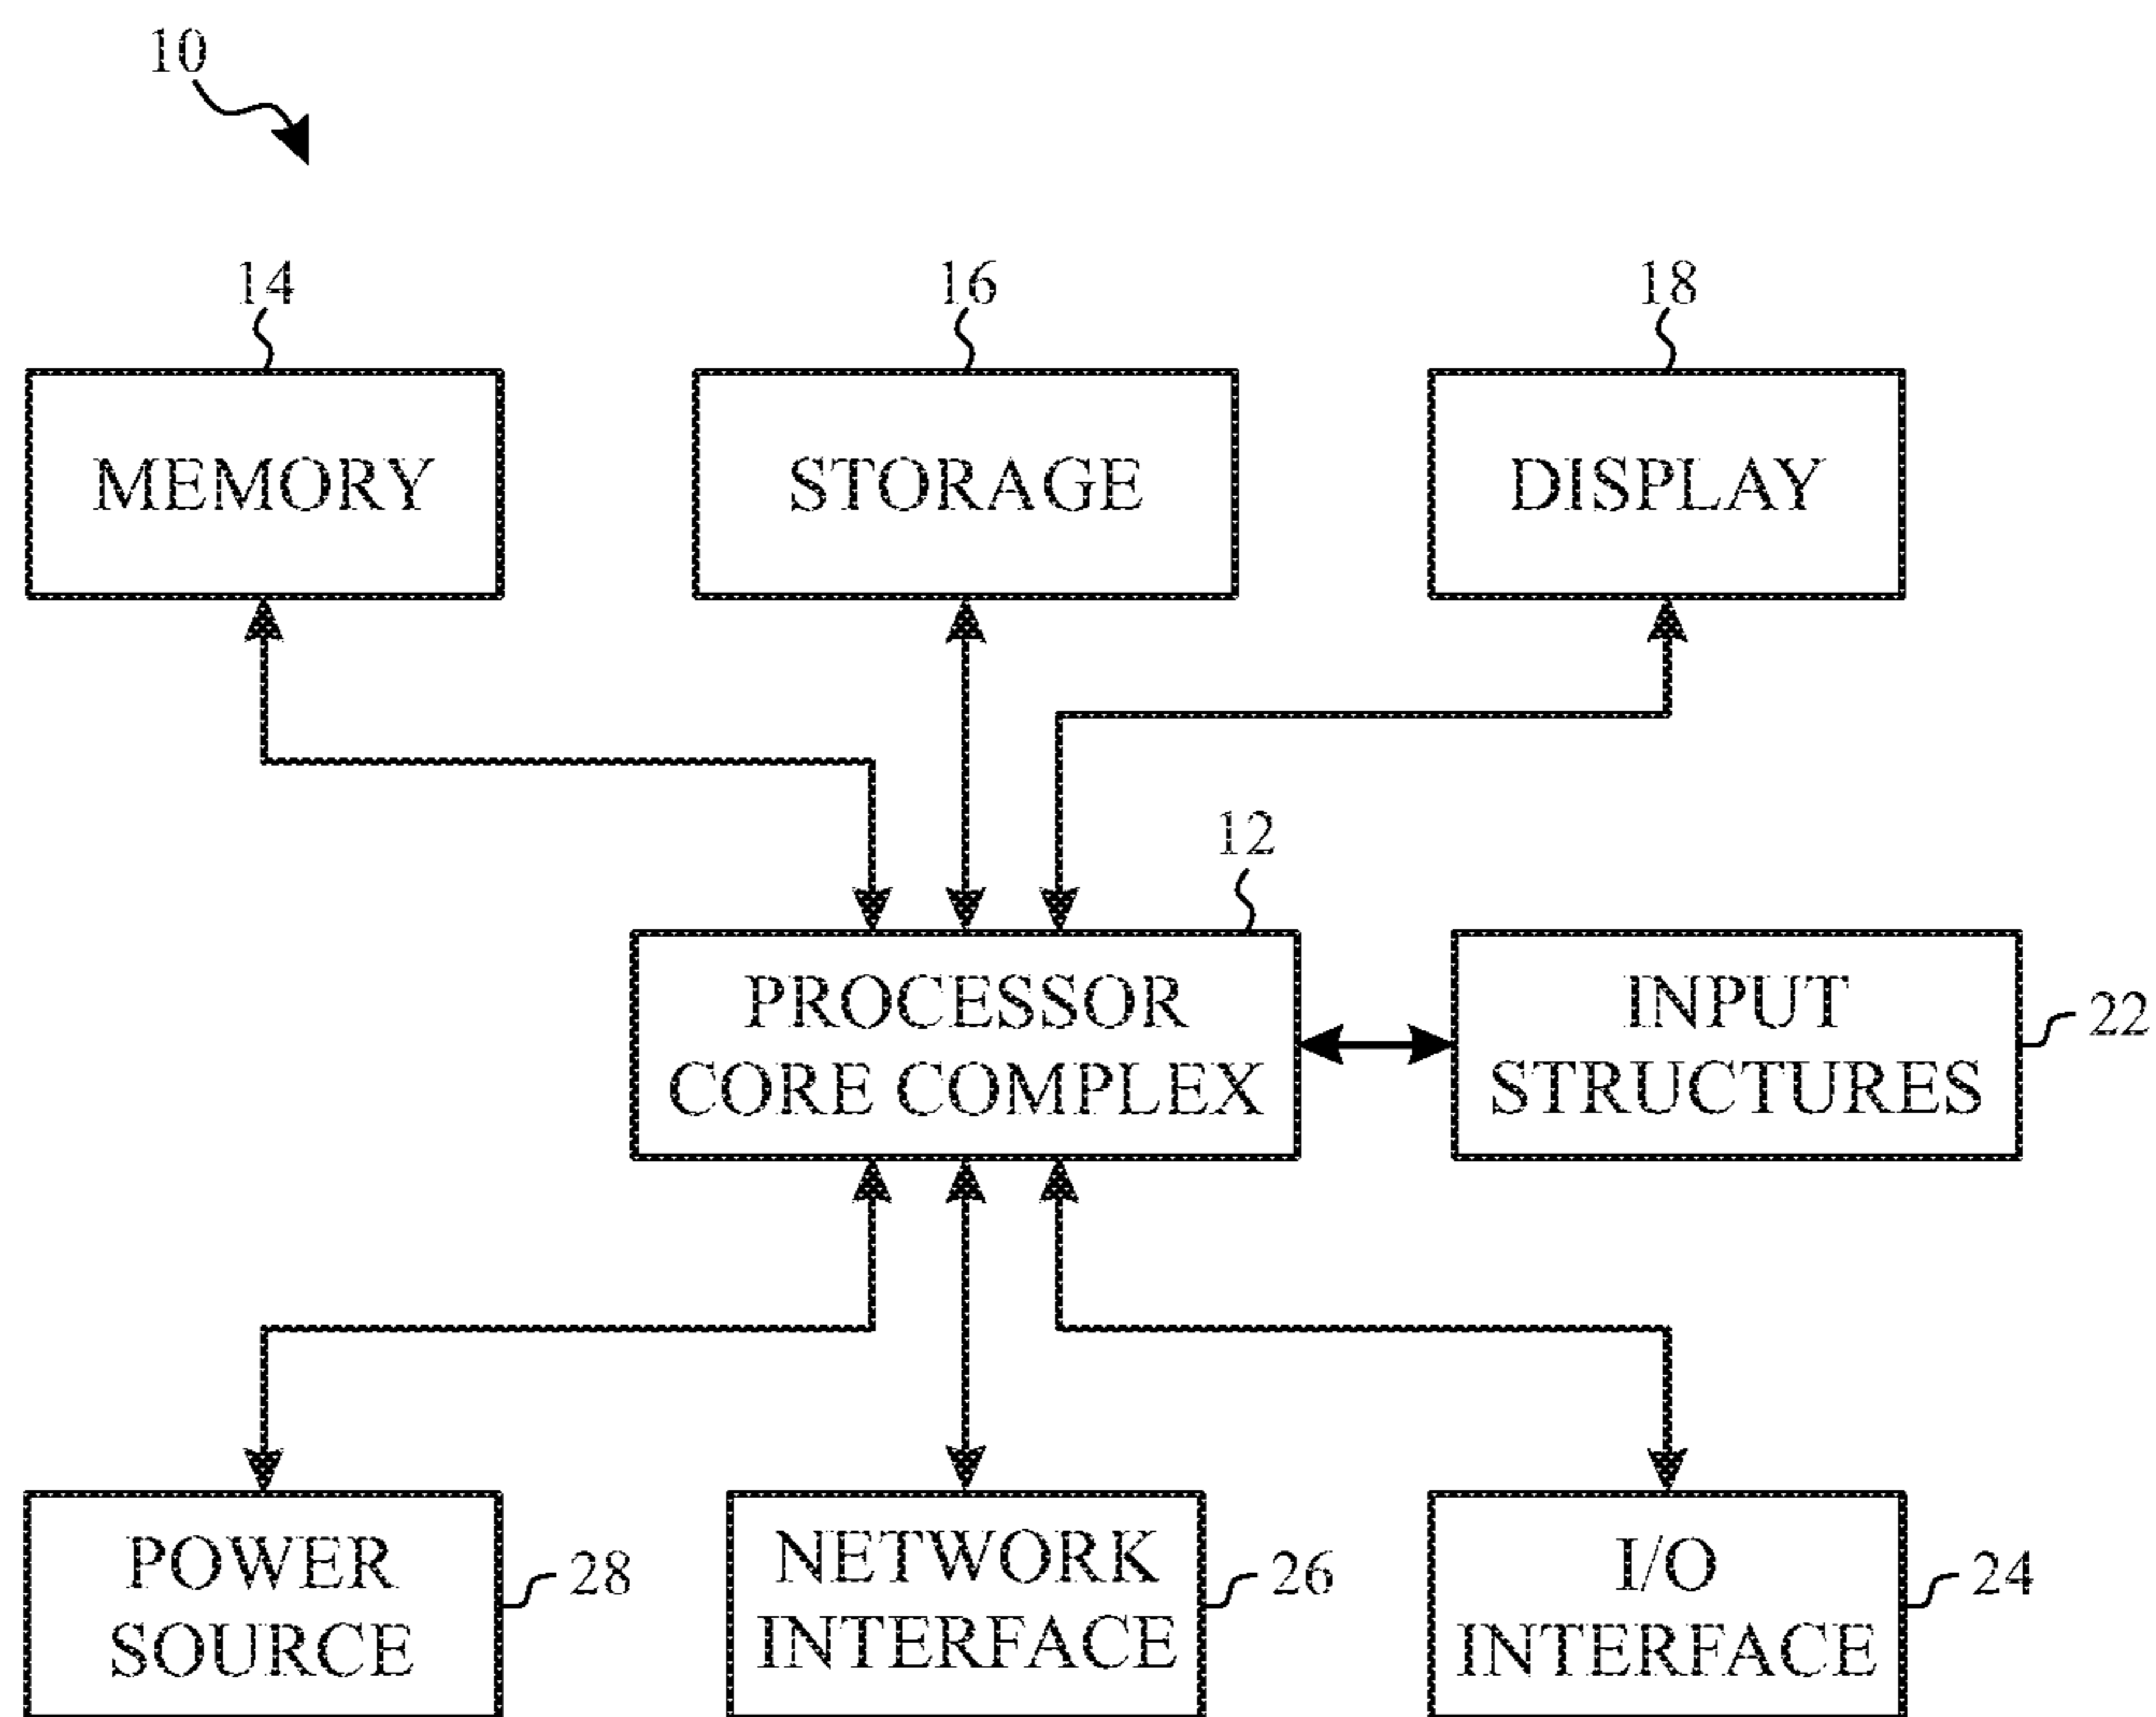 10
14
16
18
MEMORY
STORAGE
DISPLAY
12
PROCESSOR
CORE COMPLEX
INPUT
STRUCTURES
22
POWER
SOURCE
28
NETWORK
INTERFACE
26
I/O
INTERFACE
24